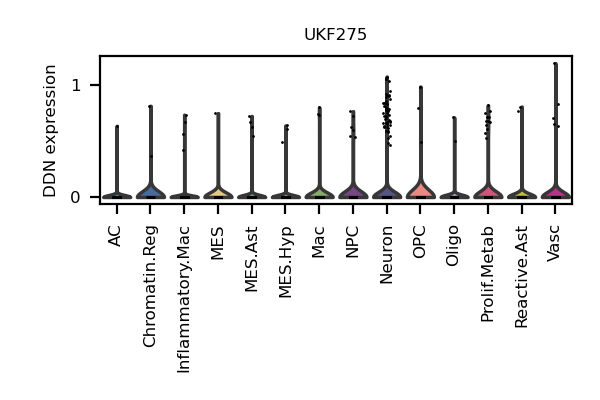 UKF275
DDN expression
1
0
AC
Chromatin.Reg
Inflammatory.Mac
MES
MES.Ast
MES.Hyp
Mac
NPC
Neuron
OPC
Oligo
Prolif.Metab
Reactive.Ast
Vasc